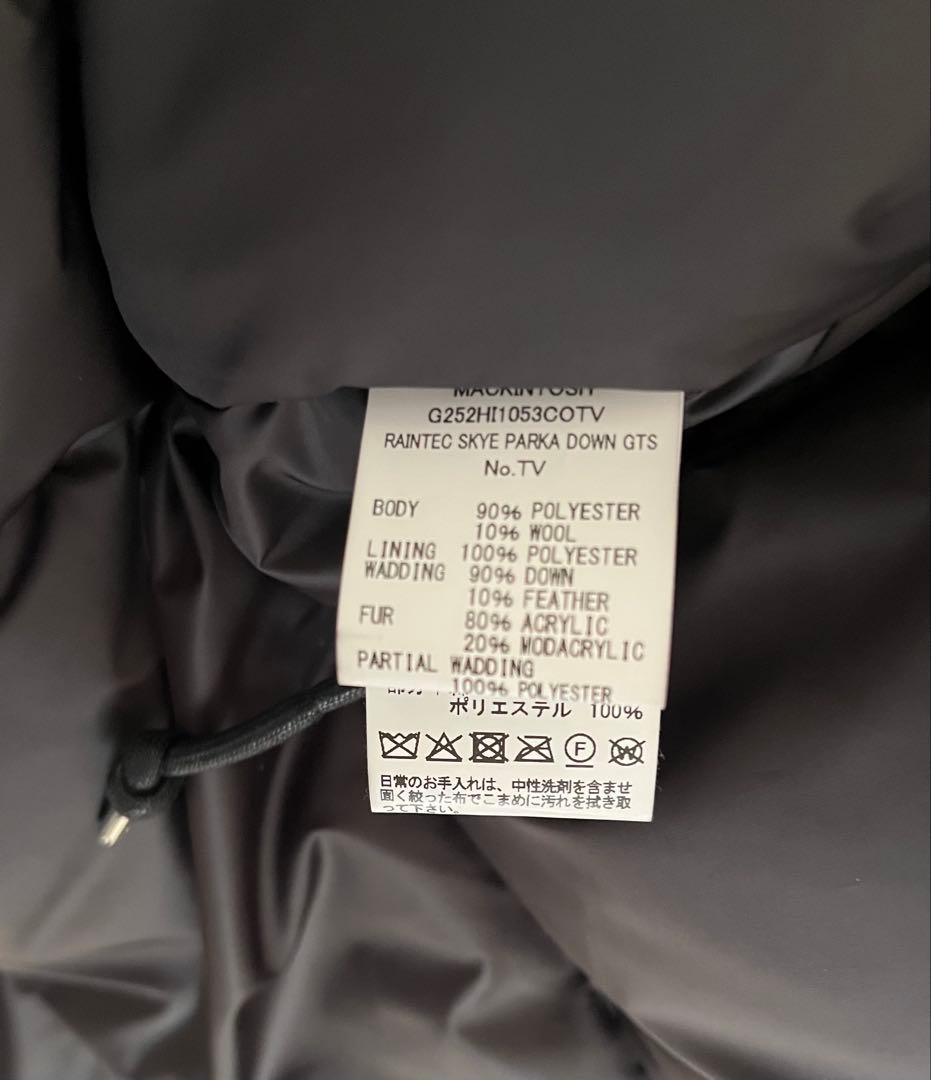 MACKINTOSH
G252HI1053COTV
RAINTEC SKYE PARKA DOWN GTS
No.TV
BODY 90% POLYESTER
10% WOOL
LINING 100% POLYESTER
WADDING 90% DOWN
10% FEATHER
FUR 80% ACRYLIC
20% MODACRYLIC
PARTIAL WADDING
100% POLYESTER
ポリエステル 100%
F
W
日常のお手入れは、中性洗剤を含ませ
固く絞った布でこまめに汚れを拭き取
って下さい。